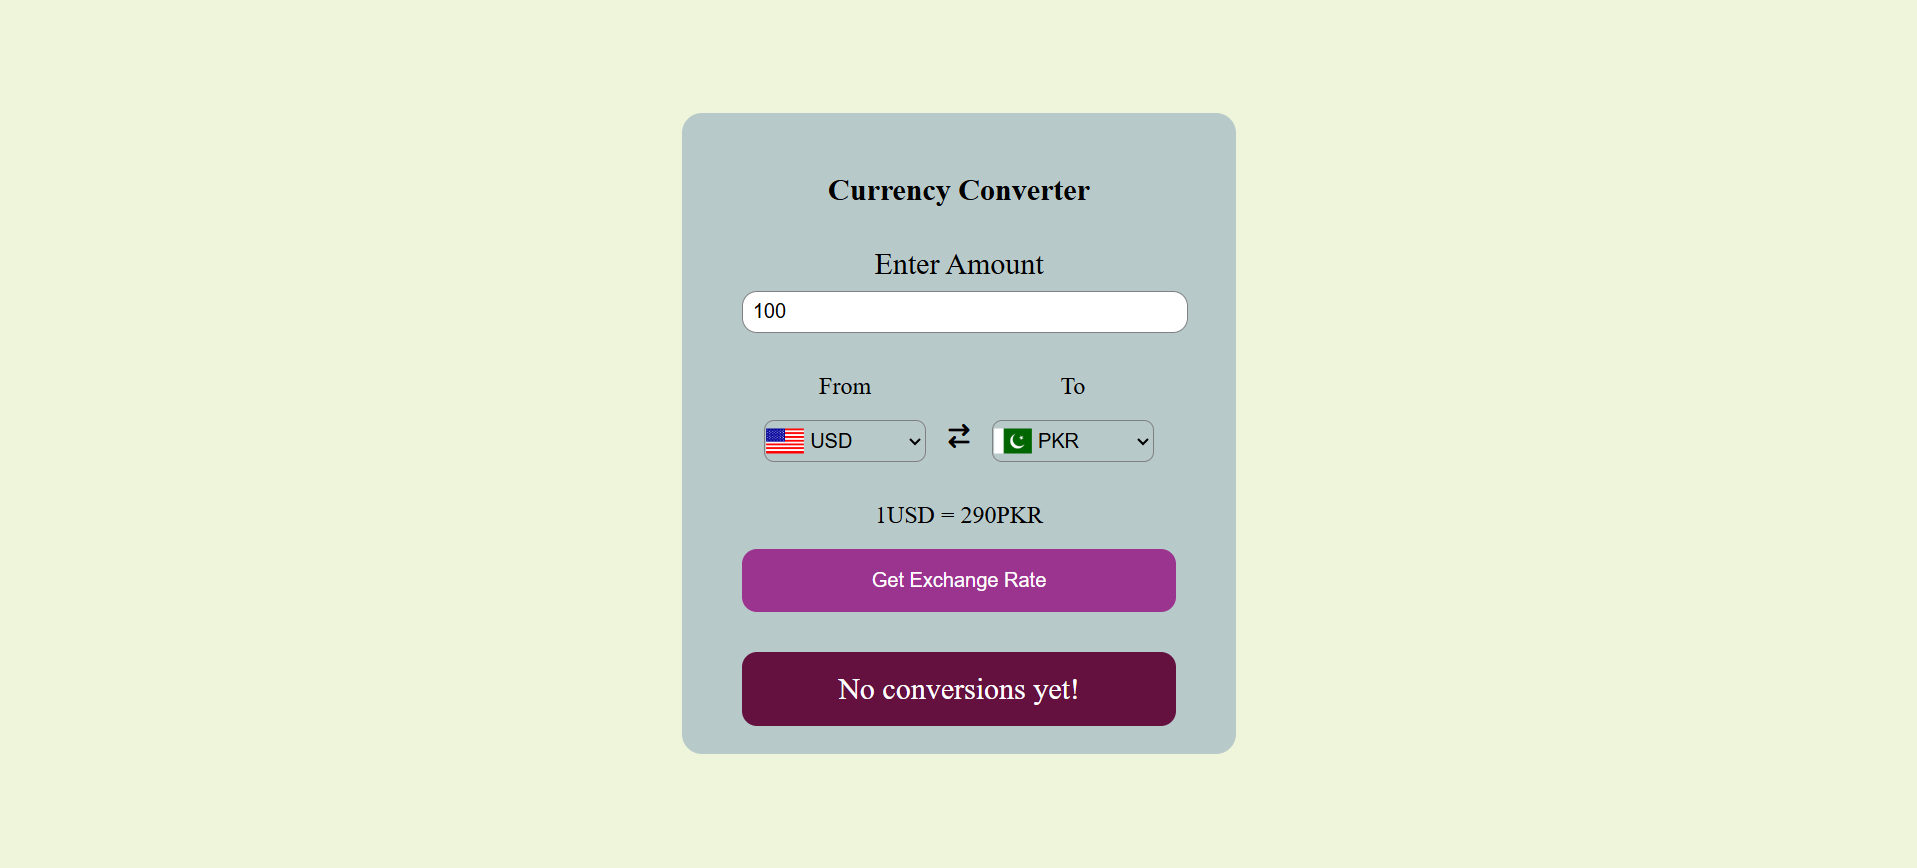 Currency Converter
Enter Amount
100
From To
USD PKR
1USD = 290PKR
Get Exchange Rate
No conversions yet!